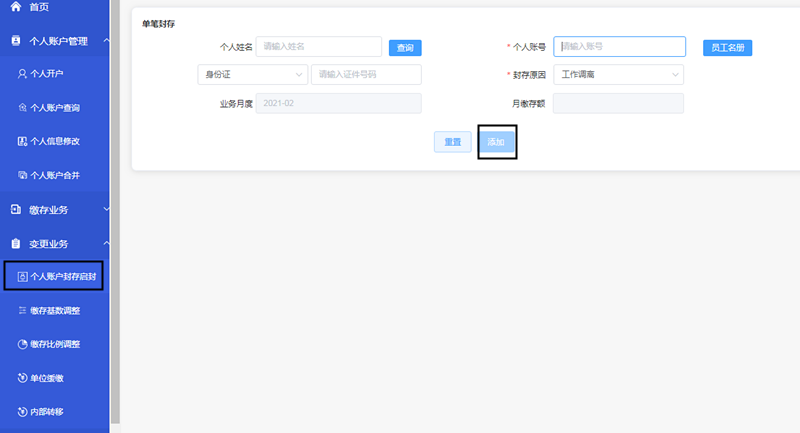 首页
个人账户管理
个人开户
个人账户查询
个人信息修改
个人账户合并
缴存业务
变更业务
个人账户封存启封
缴存基数调整
缴存比例调整
单位缓缴
内部转移
单笔封存
个人姓名 请输入姓名 查询 * 个人账号 请输入账号 员工名册
身份证 请输入证件号码 * 封存原因 工作调离
业务月度 2021-02 月缴存额
重置 添加